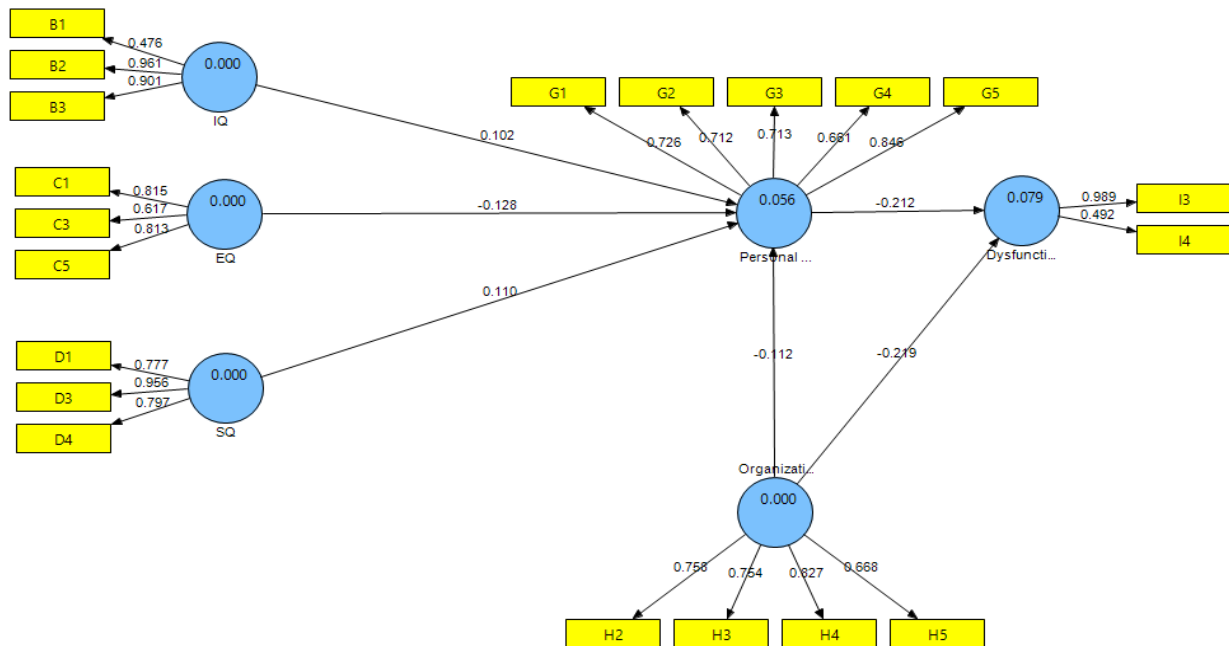 B1
0.476
B2
0.961
B3
0.901
0.000
IQ
0.102
G1
G2
G3
G4
G5
0.726
0.712
0.713
0.661
0.846
C1
0.815
C3
0.617
C5
0.813
0.000
EQ
-0.128
0.056
Personal ...
-0.212
0.079
Dysfuncti...
0.989
I3
0.492
I4
0.110
-0.112
-0.219
D1
0.777
D3
0.956
D4
0.797
0.000
SQ
Organizati...
0.000
0.758
0.754
0.827
0.668
H2
H3
H4
H5